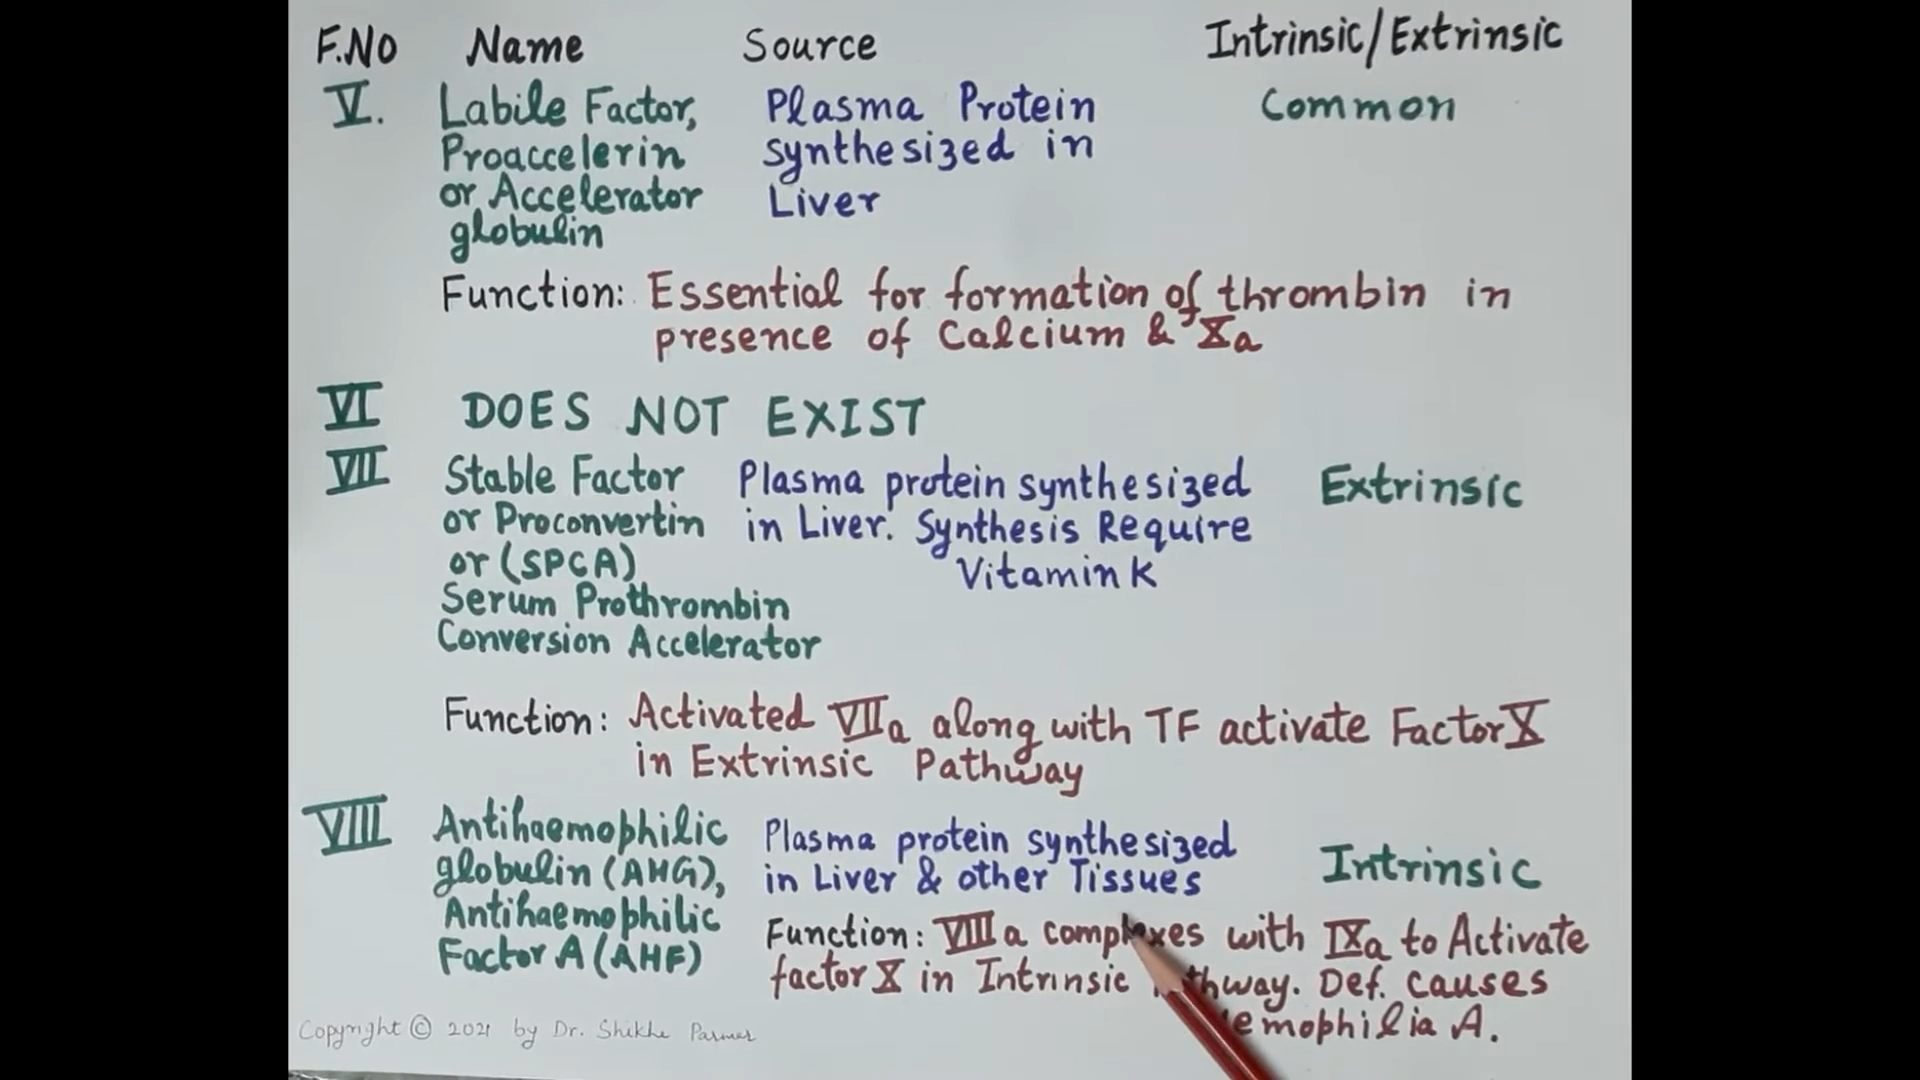 F.No Name Source Intrinsic/Extrinsic
V. Labile Factor, Plasma Protein Common
Proaccelerin synthesized in
or Accelerator Liver
globulin
Function: Essential for formation of thrombin in
presence of Calcium & Xa
VI DOES NOT EXIST
VII Stable Factor Plasma protein synthesized Extrinsic
or Proconvertin in Liver. Synthesis Require
or (SPCA) Vitamin K
Serum Prothrombin
Conversion Accelerator
Function: Activated VIIa along with TF activate Factor X
in Extrinsic Pathway
VIII Antihaemophilic Plasma protein synthesized Intrinsic
globulin (AHG), in Liver & other Tissues
Antihaemophilic Function: VIIIa complexes with IXa to Activate
Factor A (AHF) factor X in Intrinsic thway. Def. causes
emophilia A.
Copyright © 2021 by Dr. Shikha Parmar